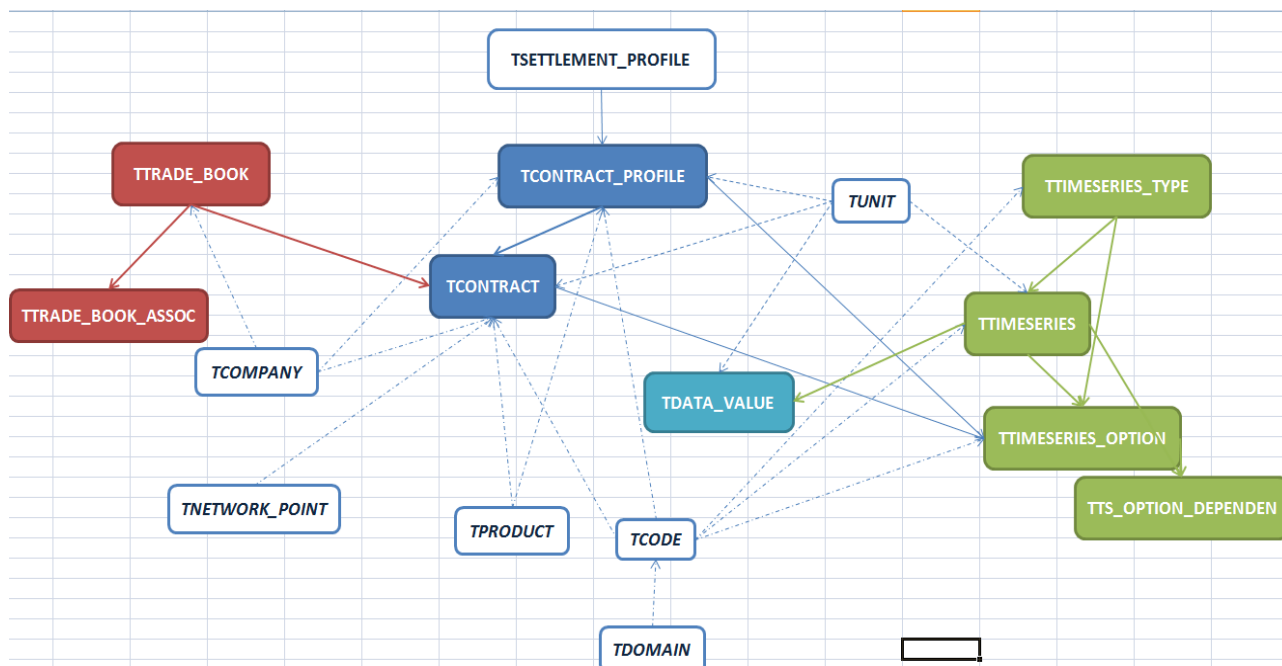 TSETTLEMENT_PROFILE
TTRADE_BOOK
TCONTRACT_PROFILE
TUNIT
TTIMESERIES_TYPE
TCONTRACT
TTRADE_BOOK_ASSOC
TTIMESERIES
TCOMPANY
TDATA_VALUE
TTIMESERIES_OPTION
TNETWORK_POINT
TPRODUCT
TCODE
TTS_OPTION_DEPENDEN
TDOMAIN